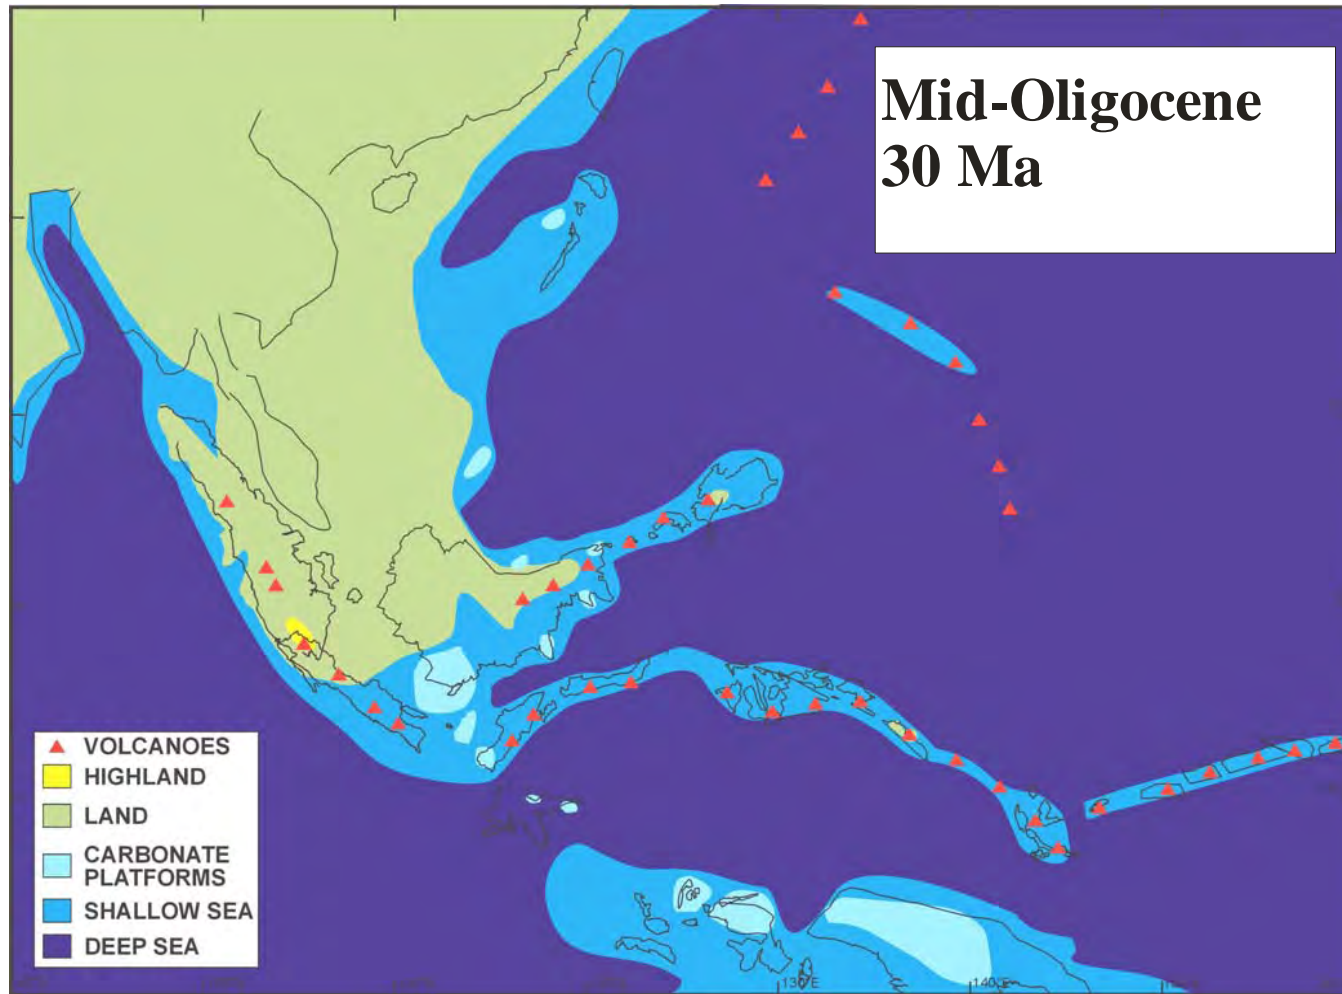 Mid-Oligocene
30 Ma
VOLCANOES
HIGHLAND
LAND
CARBONATE
PLATFORMS
SHALLOW SEA
DEEP SEA
130°E
140°E